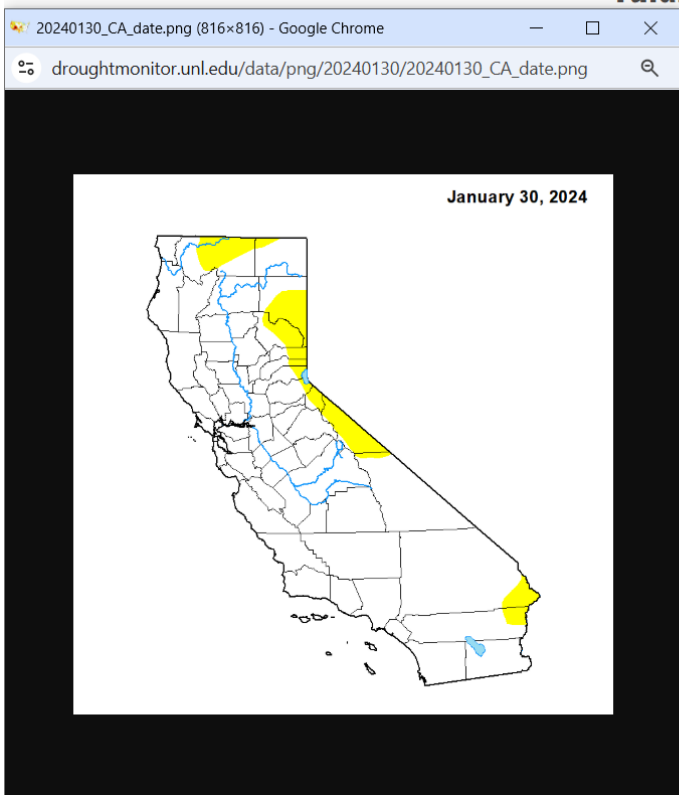 20240130_CA_date.png (816×816) - Google Chrome
droughtmonitor.unl.edu/data/png/20240130/20240130_CA_date.png
January 30, 2024